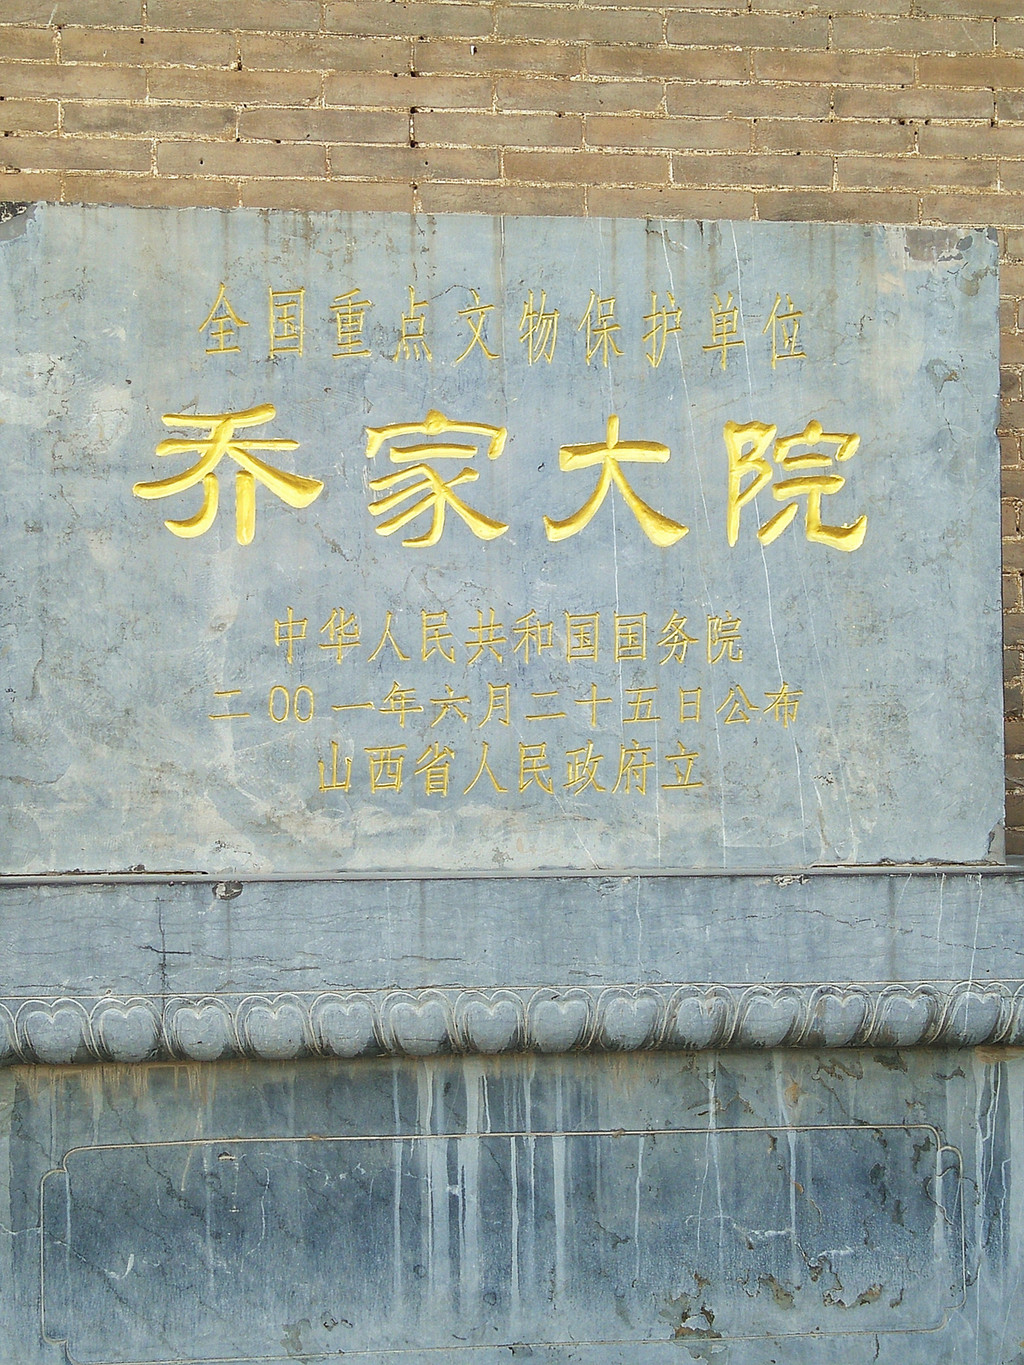 全国重点文物保护单位
乔家大院
中华人民共和国国务院
二00一年六月二十五日公布
山西省人民政府立